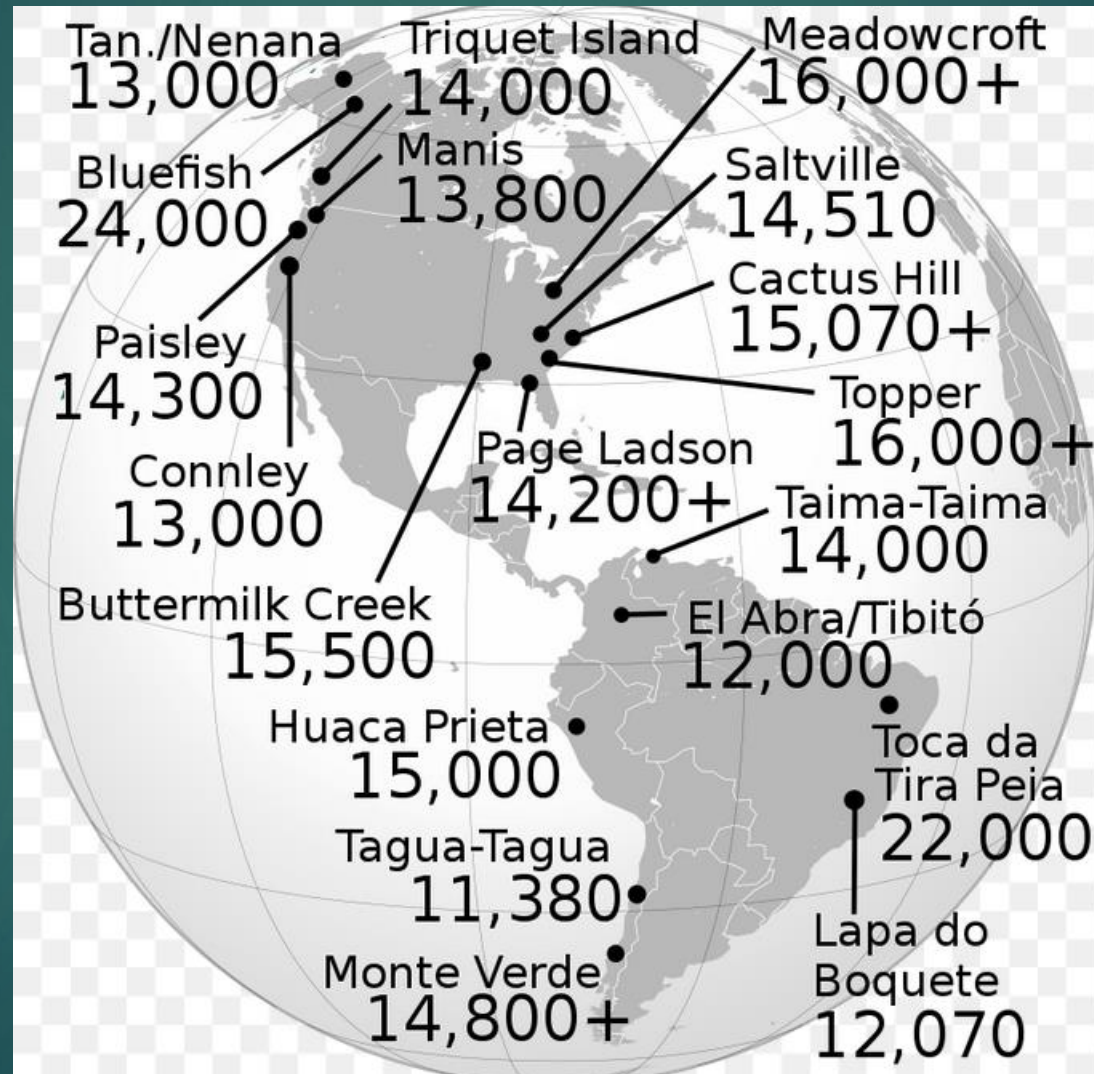 Tan./Nenana
13,000
Triquet Island
14,000
Meadowcroft
16,000+
Bluefish
24,000
Manis
13,800
Saltville
14,510
Cactus Hill
15,070+
Paisley
14,300
Topper
16,000+
Connley
13,000
Page Ladson
14,200+
Taima-Taima
14,000
Buttermilk Creek
15,500
El Abra/Tibitó
12,000
Huaca Prieta
15,000
Toca da
Tira Peia
22,000
Tagua-Tagua
11,380
Lapa do
Boquete
12,070
Monte Verde
14,800+